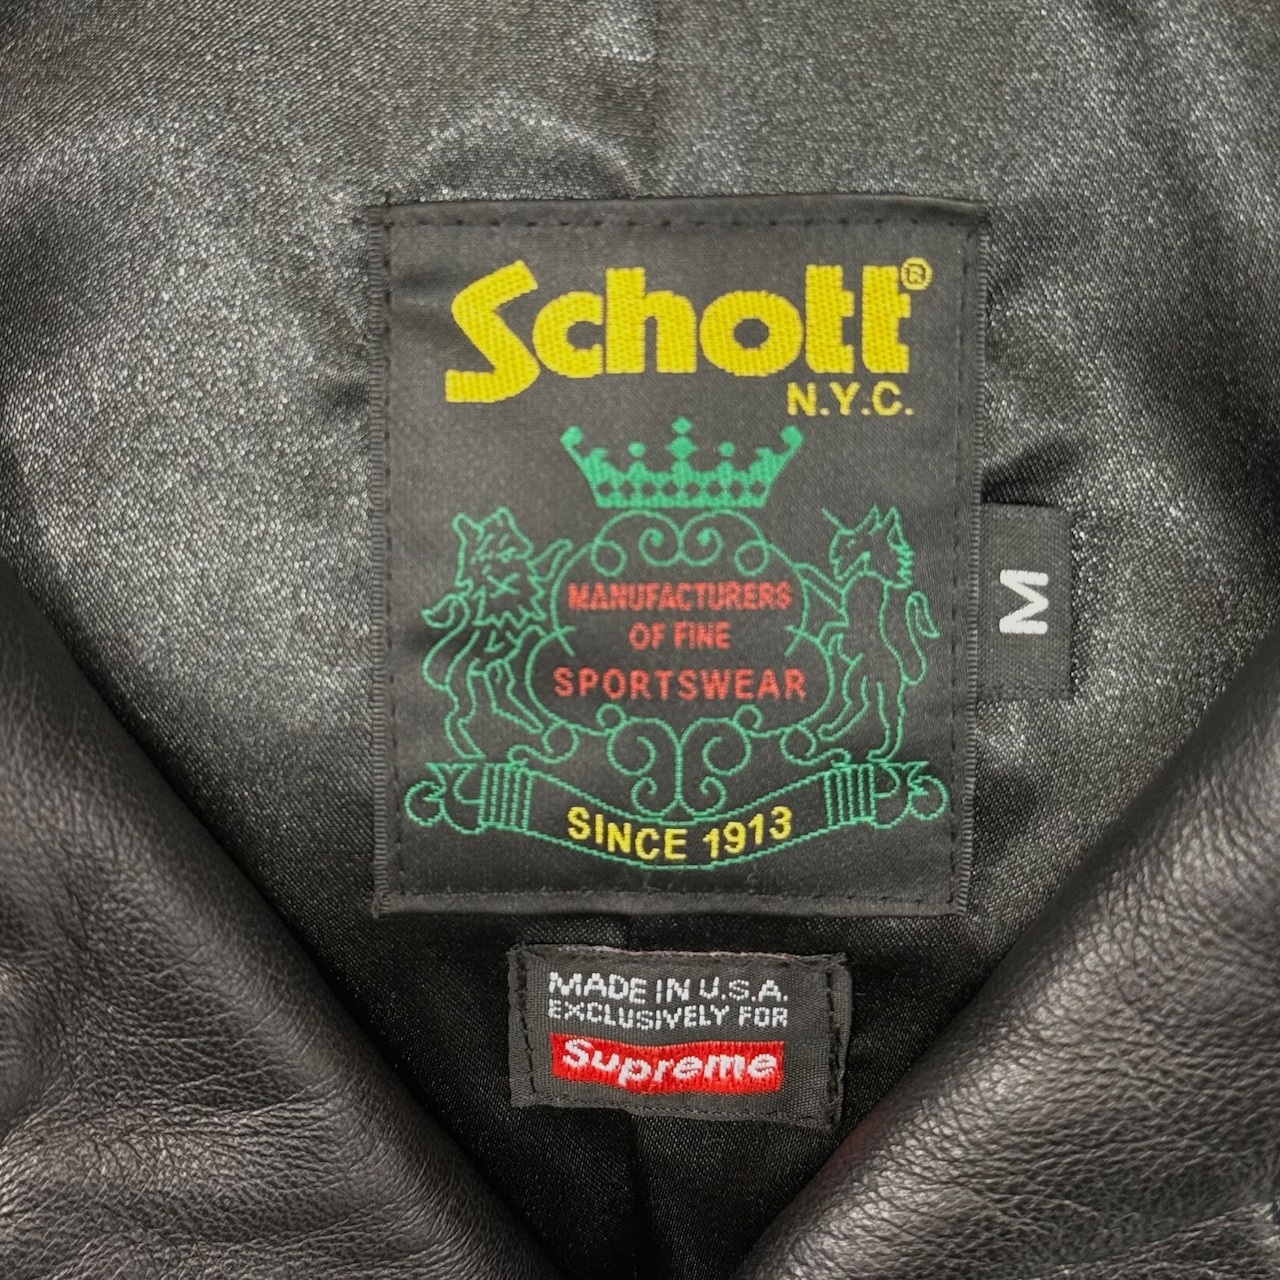 Schott®
N.Y.C.
MANUFACTURERS
OF FINE
SPORTSWEAR
SINCE 1913
M
MADE IN U.S.A.
EXCLUSIVELY FOR
Supreme